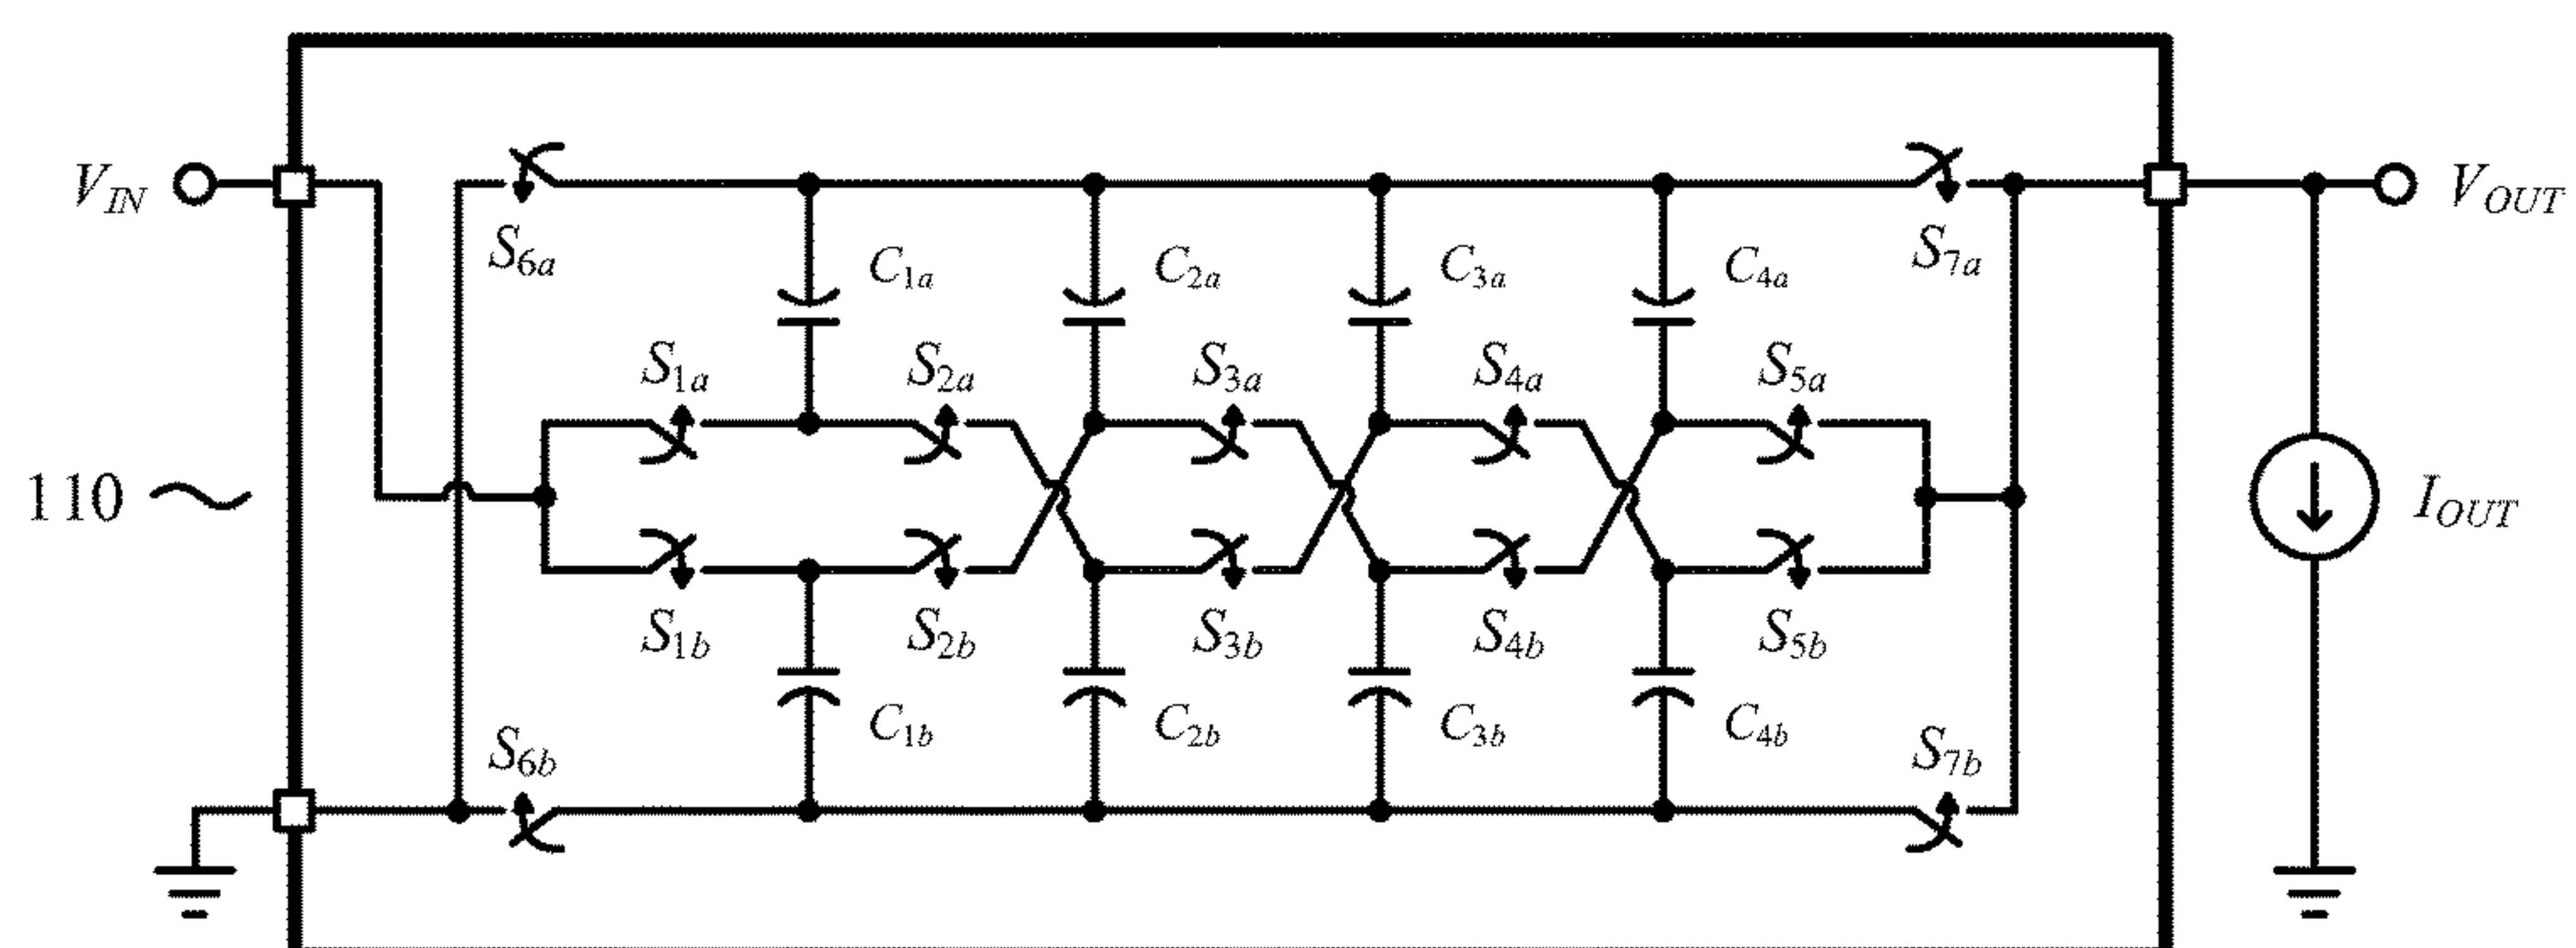 V_IN
S_6a
C_1a
C_2a
C_3a
C_4a
S_7a
V_OUT
S_1a
S_2a
S_3a
S_4a
S_5a
110
I_OUT
S_1b
S_2b
S_3b
S_4b
S_5b
S_6b
C_1b
C_2b
C_3b
C_4b
S_7b